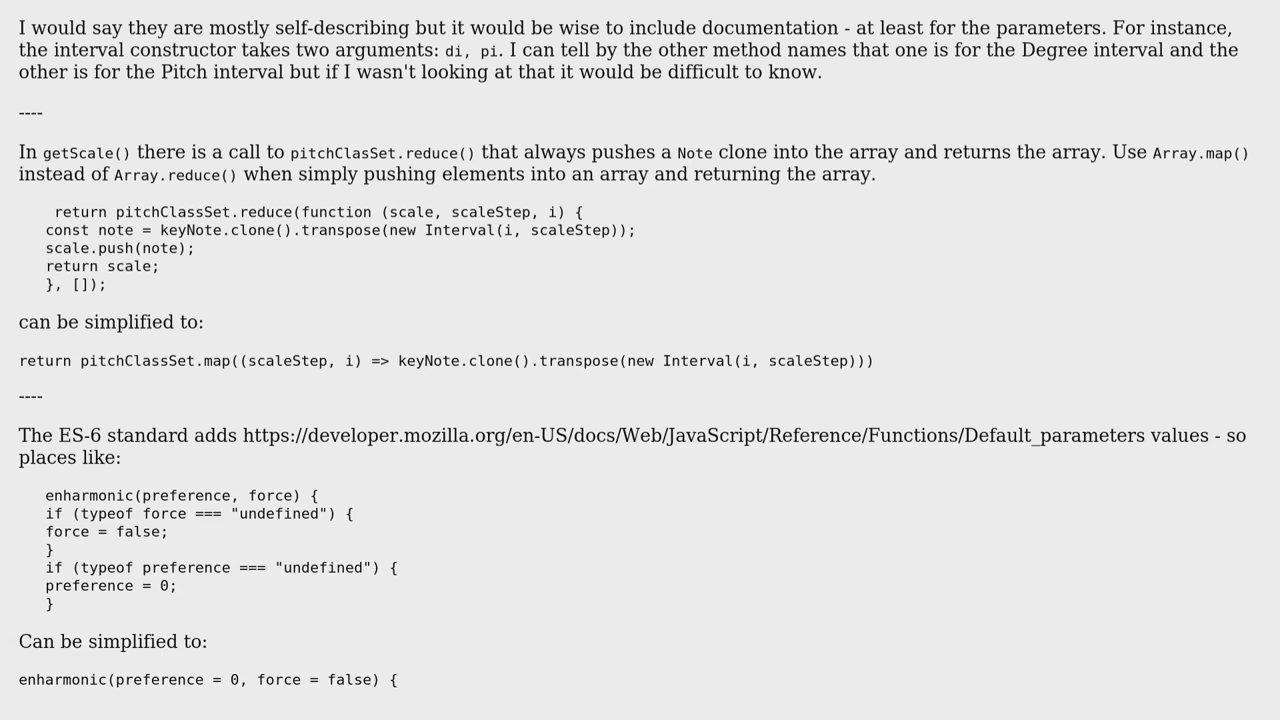 I would say they are mostly self-describing but it would be wise to include documentation - at least for the parameters. For instance,
the interval constructor takes two arguments: di, pi. I can tell by the other method names that one is for the Degree interval and the
other is for the Pitch interval but if I wasn't looking at that it would be difficult to know.
----
In getScale() there is a call to pitchClasSet.reduce() that always pushes a Note clone into the array and returns the array. Use Array.map()
instead of Array.reduce() when simply pushing elements into an array and returning the array.
return pitchClassSet.reduce(function (scale, scaleStep, i) {
const note = keyNote.clone().transpose(new Interval(i, scaleStep));
scale.push(note);
return scale;
}, []);
can be simplified to:
return pitchClassSet.map((scaleStep, i) => keyNote.clone().transpose(new Interval(i, scaleStep)))
----
The ES-6 standard adds https://developer.mozilla.org/en-US/docs/Web/JavaScript/Reference/Functions/Default_parameters values - so
places like:
enharmonic(preference, force) {
if (typeof force === "undefined") {
force = false;
}
if (typeof preference === "undefined") {
preference = 0;
}
Can be simplified to:
enharmonic(preference = 0, force = false) {